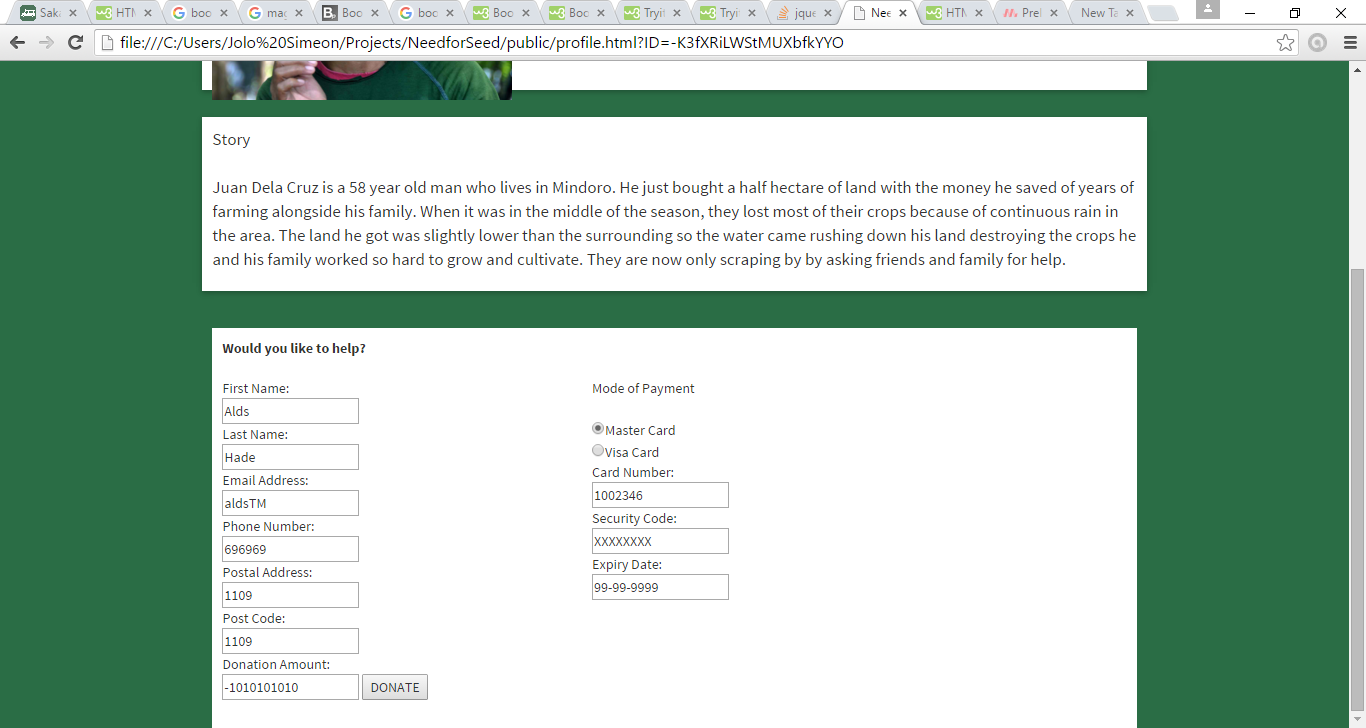 Saka
HTM
boo
mag
Boo
boo
Boo
Boo
Tryi
Tryi
jque
Nee
HTM
Prel
New Ta
file:///C:/Users/Jolo%20Simeon/Projects/NeedforSeed/public/profile.html?ID=-K3fXRiLWStMUXbfkYYO
Story
Juan Dela Cruz is a 58 year old man who lives in Mindoro. He just bought a half hectare of land with the money he saved of years of
farming alongside his family. When it was in the middle of the season, they lost most of their crops because of continuous rain in
the area. The land he got was slightly lower than the surrounding so the water came rushing down his land destroying the crops he
and his family worked so hard to grow and cultivate. They are now only scraping by by asking friends and family for help.
Would you like to help?
First Name:
Alds
Last Name:
Hade
Email Address:
aldsTM
Phone Number:
696969
Postal Address:
1109
Post Code:
1109
Donation Amount:
-1010101010 DONATE
Mode of Payment
Master Card
Visa Card
Card Number:
1002346
Security Code:
XXXXXXXX
Expiry Date:
99-99-9999